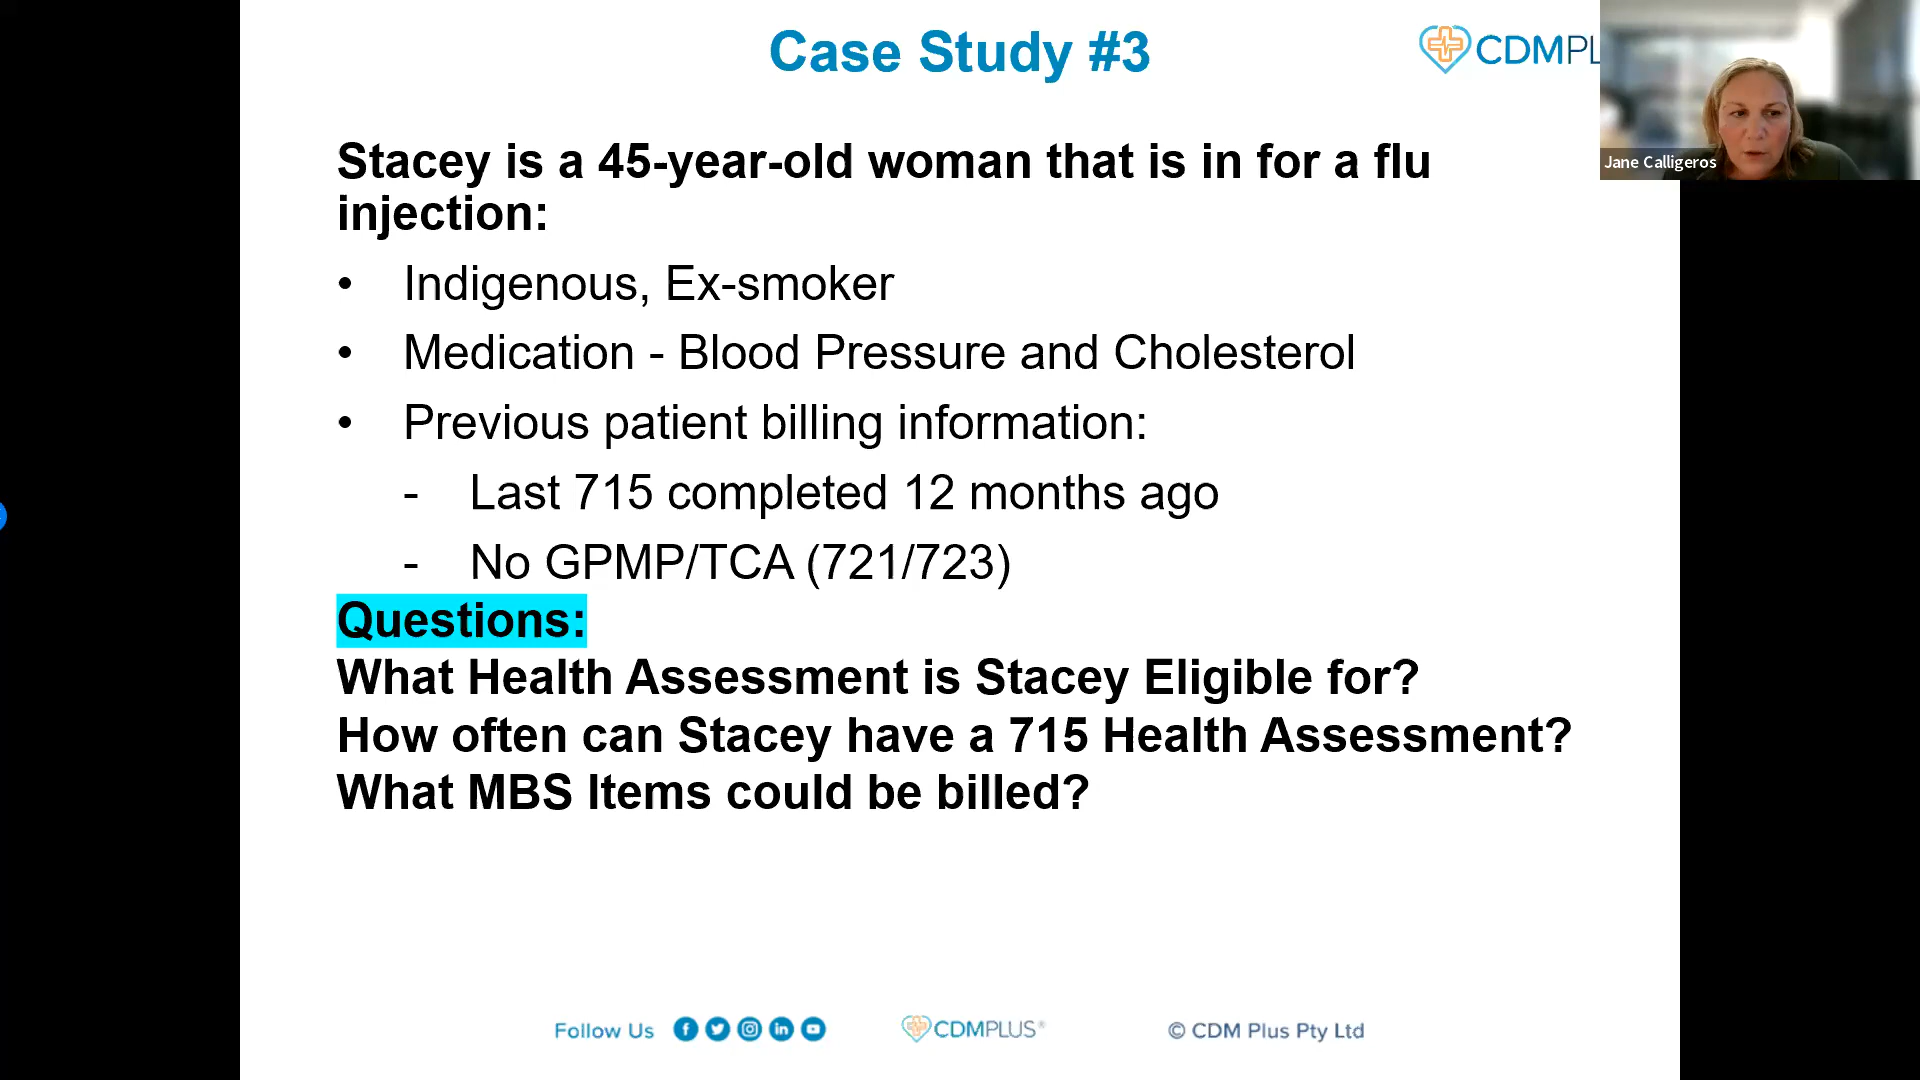 Case Study #3
CDMPL
Jane Calligeros
Stacey is a 45-year-old woman that is in for a flu
injection:
• Indigenous, Ex-smoker
• Medication - Blood Pressure and Cholesterol
• Previous patient billing information:
- Last 715 completed 12 months ago
- No GPMP/TCA (721/723)
Questions:
What Health Assessment is Stacey Eligible for?
How often can Stacey have a 715 Health Assessment?
What MBS Items could be billed?
Follow Us
CDMPLUS®
© CDM Plus Pty Ltd